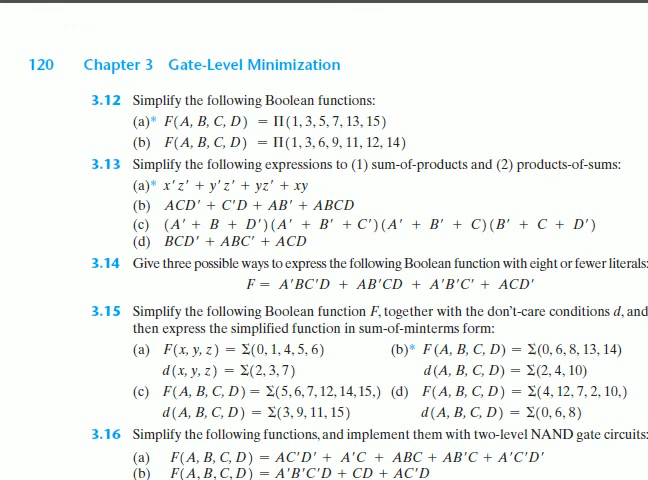 120 Chapter 3 Gate-Level Minimization
3.12 Simplify the following Boolean functions:
(a)* F(A, B, C, D) = Π(1, 3, 5, 7, 13, 15)
(b) F(A, B, C, D) = Π(1, 3, 6, 9, 11, 12, 14)
3.13 Simplify the following expressions to (1) sum-of-products and (2) products-of-sums:
(a)* x′z′ + y′z′ + yz′ + xy
(b) ACD′ + C′D + AB′ + ABCD
(c) (A′ + B + D′)(A′ + B′ + C′)(A′ + B′ + C)(B′ + C + D′)
(d) BCD′ + ABC′ + ACD
3.14 Give three possible ways to express the following Boolean function with eight or fewer literals:
F = A′BC′D + AB′CD + A′B′C′ + ACD′
3.15 Simplify the following Boolean function F, together with the don’t-care conditions d, and
then express the simplified function in sum-of-minterms form:
(a) F(x, y, z) = Σ(0, 1, 4, 5, 6) (b)* F(A, B, C, D) = Σ(0, 6, 8, 13, 14)
d(x, y, z) = Σ(2, 3, 7) d(A, B, C, D) = Σ(2, 4, 10)
(c) F(A, B, C, D) = Σ(5, 6, 7, 12, 14, 15,) (d) F(A, B, C, D) = Σ(4, 12, 7, 2, 10,)
d(A, B, C, D) = Σ(3, 9, 11, 15) d(A, B, C, D) = Σ(0, 6, 8)
3.16 Simplify the following functions, and implement them with two-level NAND gate circuits:
(a) F(A, B, C, D) = AC′D′ + A′C + ABC + AB′C + A′C′D′
(b) F(A, B, C, D) = A′B′C′D + CD + AC′D